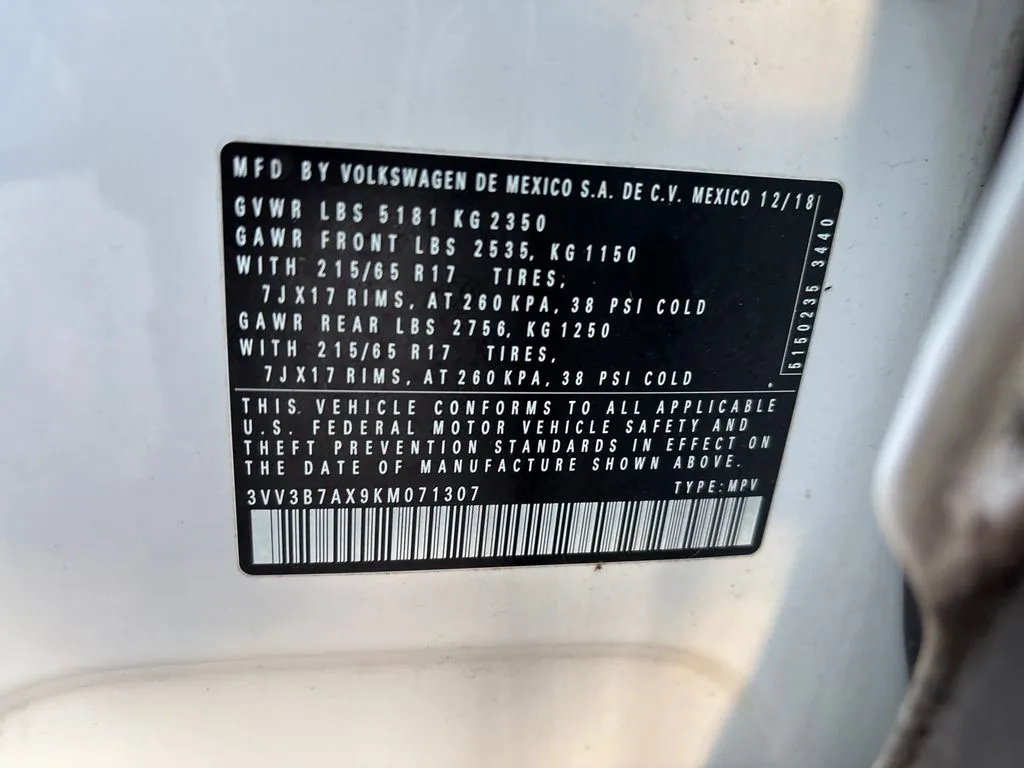 MFD BY VOLKSWAGEN DE MEXICO S.A. DE C.V. MEXICO 12/18
GVWR LBS 5181 KG 2350
GAWR FRONT LBS 2535, KG 1150
WITH 215/65 R17 TIRES,
7JX17 RIMS, AT 260 KPA, 38 PSI COLD
GAWR REAR LBS 2756, KG 1250
WITH 215/65 R17 TIRES,
7JX17 RIMS, AT 260 KPA, 38 PSI COLD
5150235 3440
THIS VEHICLE CONFORMS TO ALL APPLICABLE
U.S. FEDERAL MOTOR VEHICLE SAFETY AND
THEFT PREVENTION STANDARDS IN EFFECT ON
THE DATE OF MANUFACTURE SHOWN ABOVE.
3VV3B7AX9KM071307 TYPE: MPV